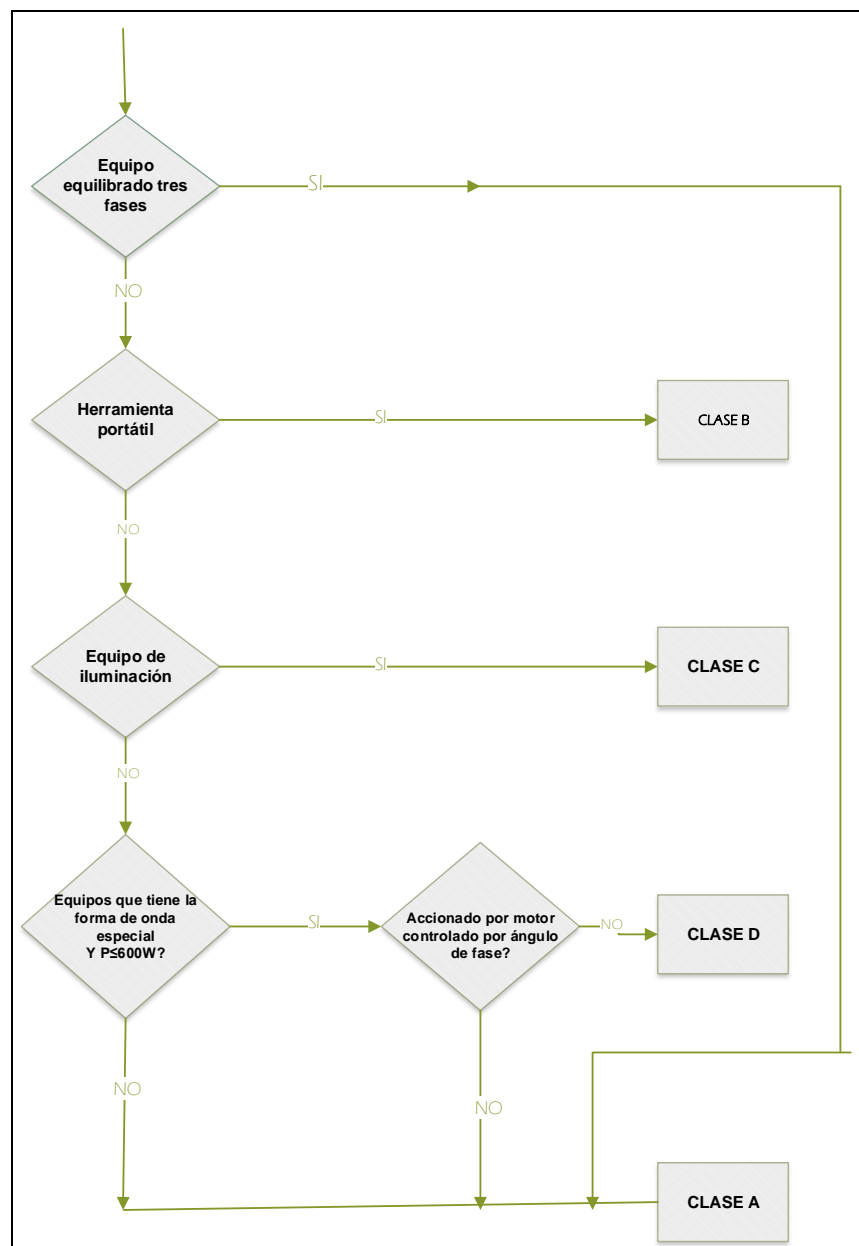 Equipo
equilibrado tres
fases
SI
NO
Herramienta
portátil
SI
CLASE B
NO
Equipo de
iluminación
SI
CLASE C
NO
Equipos que tiene la
forma de onda
especial
Y P≤600W?
SI
Accionado por motor
controlado por ángulo
de fase?
NO
CLASE D
NO
NO
CLASE A